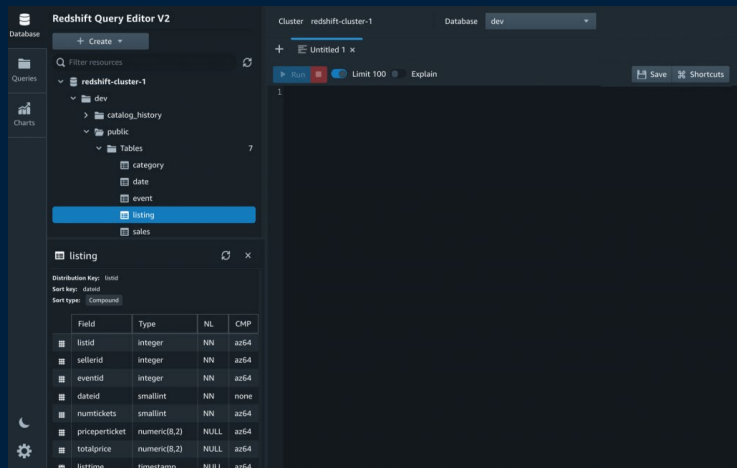 Database
Queries
Charts
Redshift Query Editor V2
+ Create
Filter resources
redshift-cluster-1
dev
catalog_history
public
Tables 7
category
date
event
listing
sales
listing
Distribution Key: listid
Sort key: dateid
Sort type: Compound
Field Type NL CMP
listid integer NN az64
sellerid integer NN az64
eventid integer NN az64
dateid smallint NN none
numtickets smallint NN az64
priceperticket numeric(8,2) NULL az64
totalprice numeric(8,2) NULL az64
listtime timestamp NULL az64
Cluster redshift-cluster-1 Database dev
+ Untitled 1 ×
Run Limit 100 Explain Save Shortcuts
1